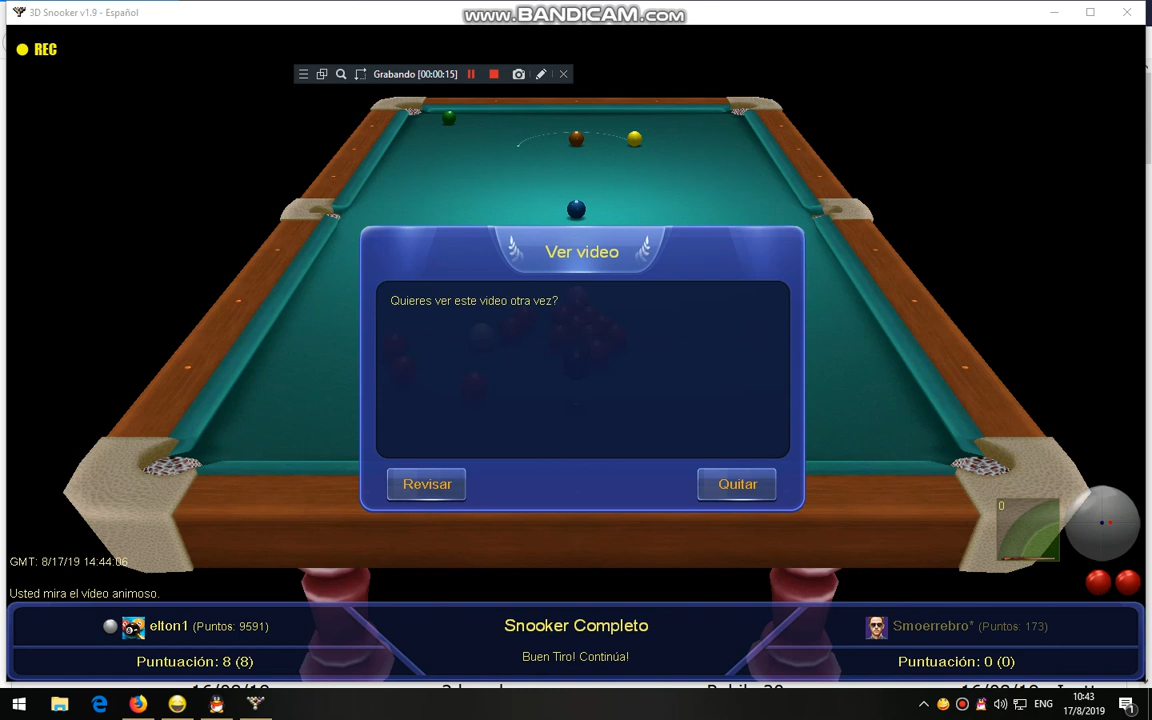 3D Snooker v1.9 - Español
www.BANDICAM.com
REC
Grabando [00:00:15]
Ver video
Quieres ver este video otra vez?
Revisar
Quitar
0
GMT: 8/17/19 14:44:06
Usted mira el vídeo animoso.
elton1 (Puntos: 9591)
Snooker Completo
Smoerrebro* (Puntos: 173)
Puntuación: 8 (8)
Buen Tiro! Continúa!
Puntuación: 0 (0)
ENG
10:43
17/8/2019
1